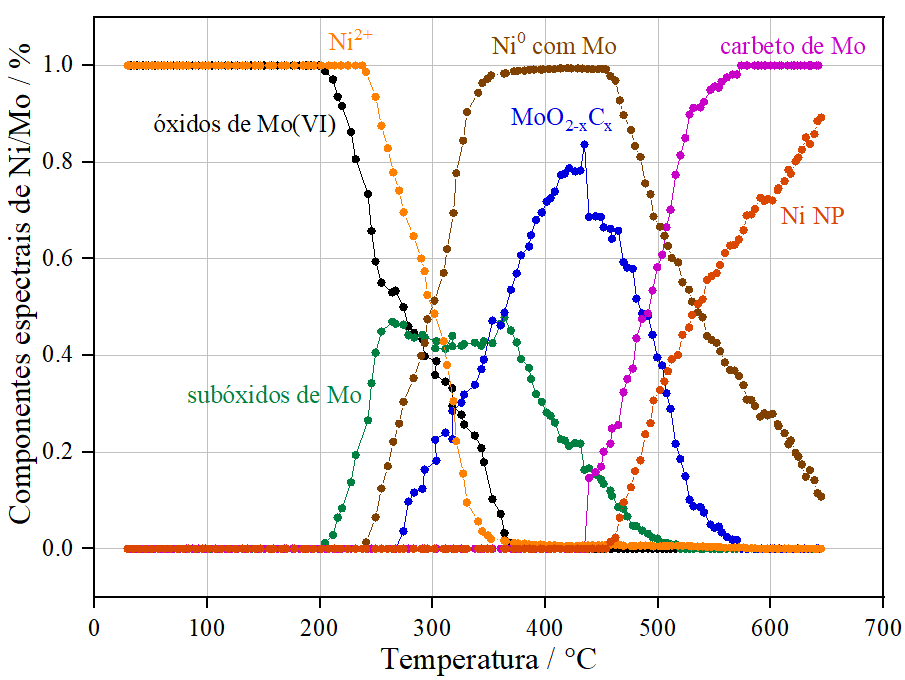 Componentes espectrais de Ni/Mo / %
1.0
0.8
0.6
0.4
0.2
0.0
Ni²⁺
Ni⁰ com Mo
carbeto de Mo
óxidos de Mo(VI)
MoO₂₋ₓCₓ
Ni NP
subóxidos de Mo
0 100 200 300 400 500 600 700
Temperatura / °C